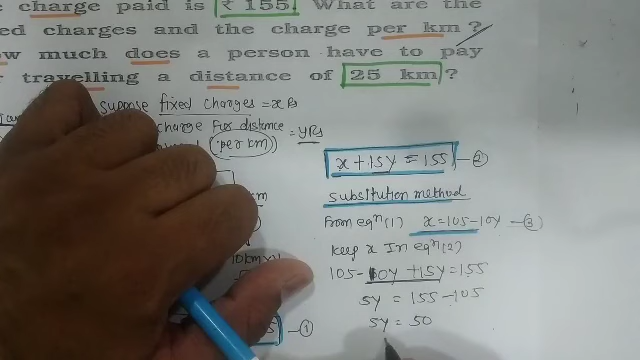 charge paid is ₹ 155. What are the
ed charges and the charge per km?
ow much does a person have to pay
travelling a distance of 25 km?
suppose fixed charges = x Rs
charge for distance
(per km) = y Rs
x + 15y = 155 — ②
substitution method
From eqⁿ(1) x = 105 - 10y — ③
Keep x In eqⁿ(2)
105 - 10y + 15y = 155
5y = 155 - 105
5y = 50
— ①